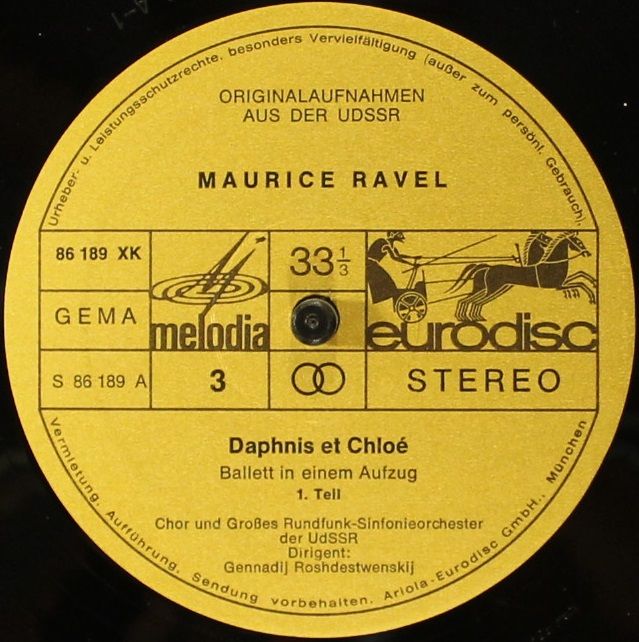 Urheber- u. Leistungsschutzrechte, besonders Vervielfältigung (außer zum persönl. Gebrauch),
ORIGINALAUFNAHMEN
AUS DER UDSSR
MAURICE RAVEL
86 189 XK
33 1/3
GEMA
melodia
eurodisc
S 86 189 A
3
STEREO
Daphnis et Chloé
Ballett in einem Aufzug
1. Teil
Chor und Großes Rundfunk-Sinfonieorchester
der UdSSR
Dirigent:
Gennadij Roshdestwenskij
Vermietung, Aufführung, Sendung vorbehalten. Ariola-Eurodisc GmbH., München